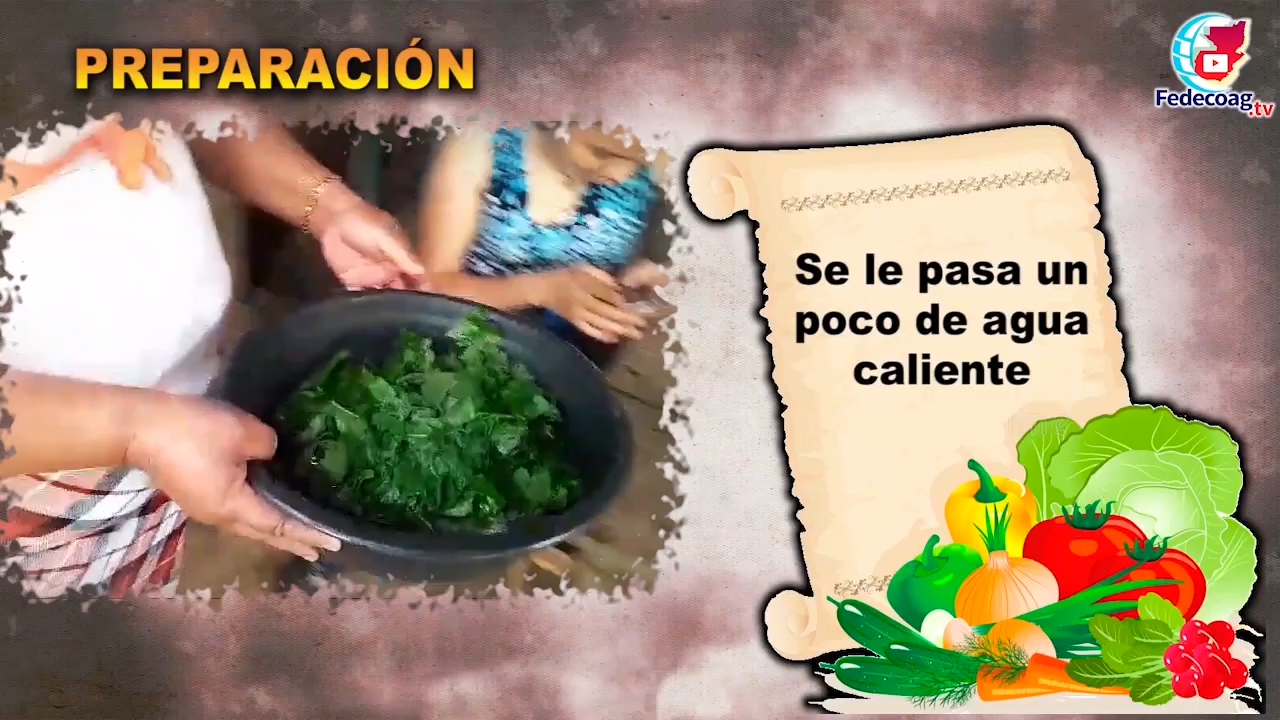 PREPARACIÓN
Fedecoag
.tv
Se le pasa un
poco de agua
caliente